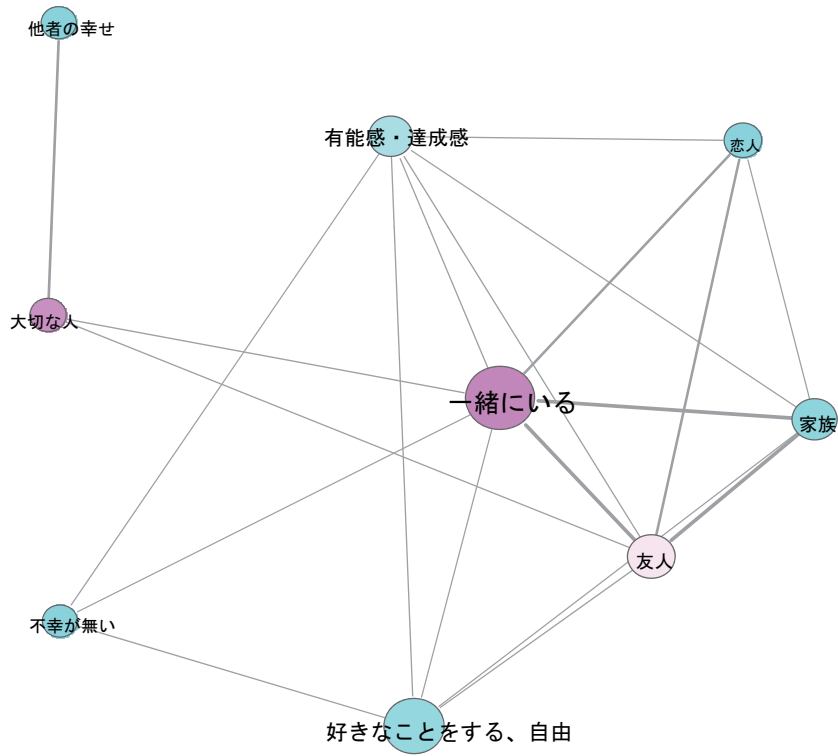 他者の幸せ
有能感・達成感
恋人
大切な人
一緒にいる
家族
友人
不幸が無い
好きなことをする、自由